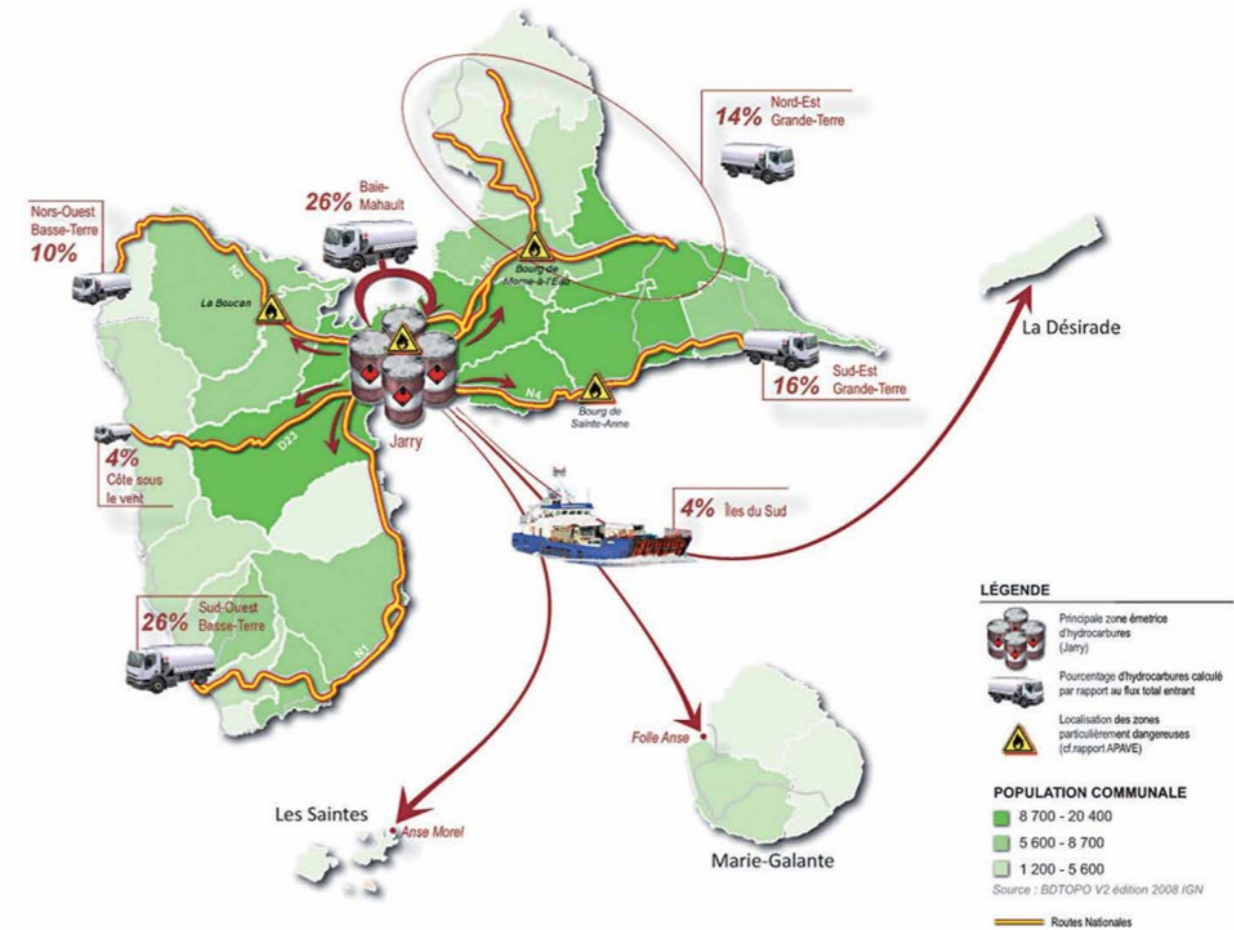 14%
Nord-Est
Grande-Terre
26%
Baie-
Mahault
Nors-Ouest
Basse-Terre
10%
N2
La Boucan
N5
Bourg de
Morne-à-l'Eau
La Désirade
16%
Sud-Est
Grande-Terre
N4
Bourg de
Sainte-Anne
Jarry
D23
4%
Côte sous
le vent
4%
Îles du Sud
26%
Sud-Ouest
Basse-Terre
N1
Folle Anse
Les Saintes
Anse Morel
Marie-Galante
LÉGENDE
Principale zone émetrice
d'hydrocarbures
(Jarry)
Pourcentage d'hydrocarbures calculé
par rapport au flux total entrant
Localisation des zones
particulièrement dangereuses
(cf.rapport APAVE)
POPULATION COMMUNALE
8 700 - 20 400
5 600 - 8 700
1 200 - 5 600
Source : BDTOPO V2 édition 2008 IGN
Routes Nationales